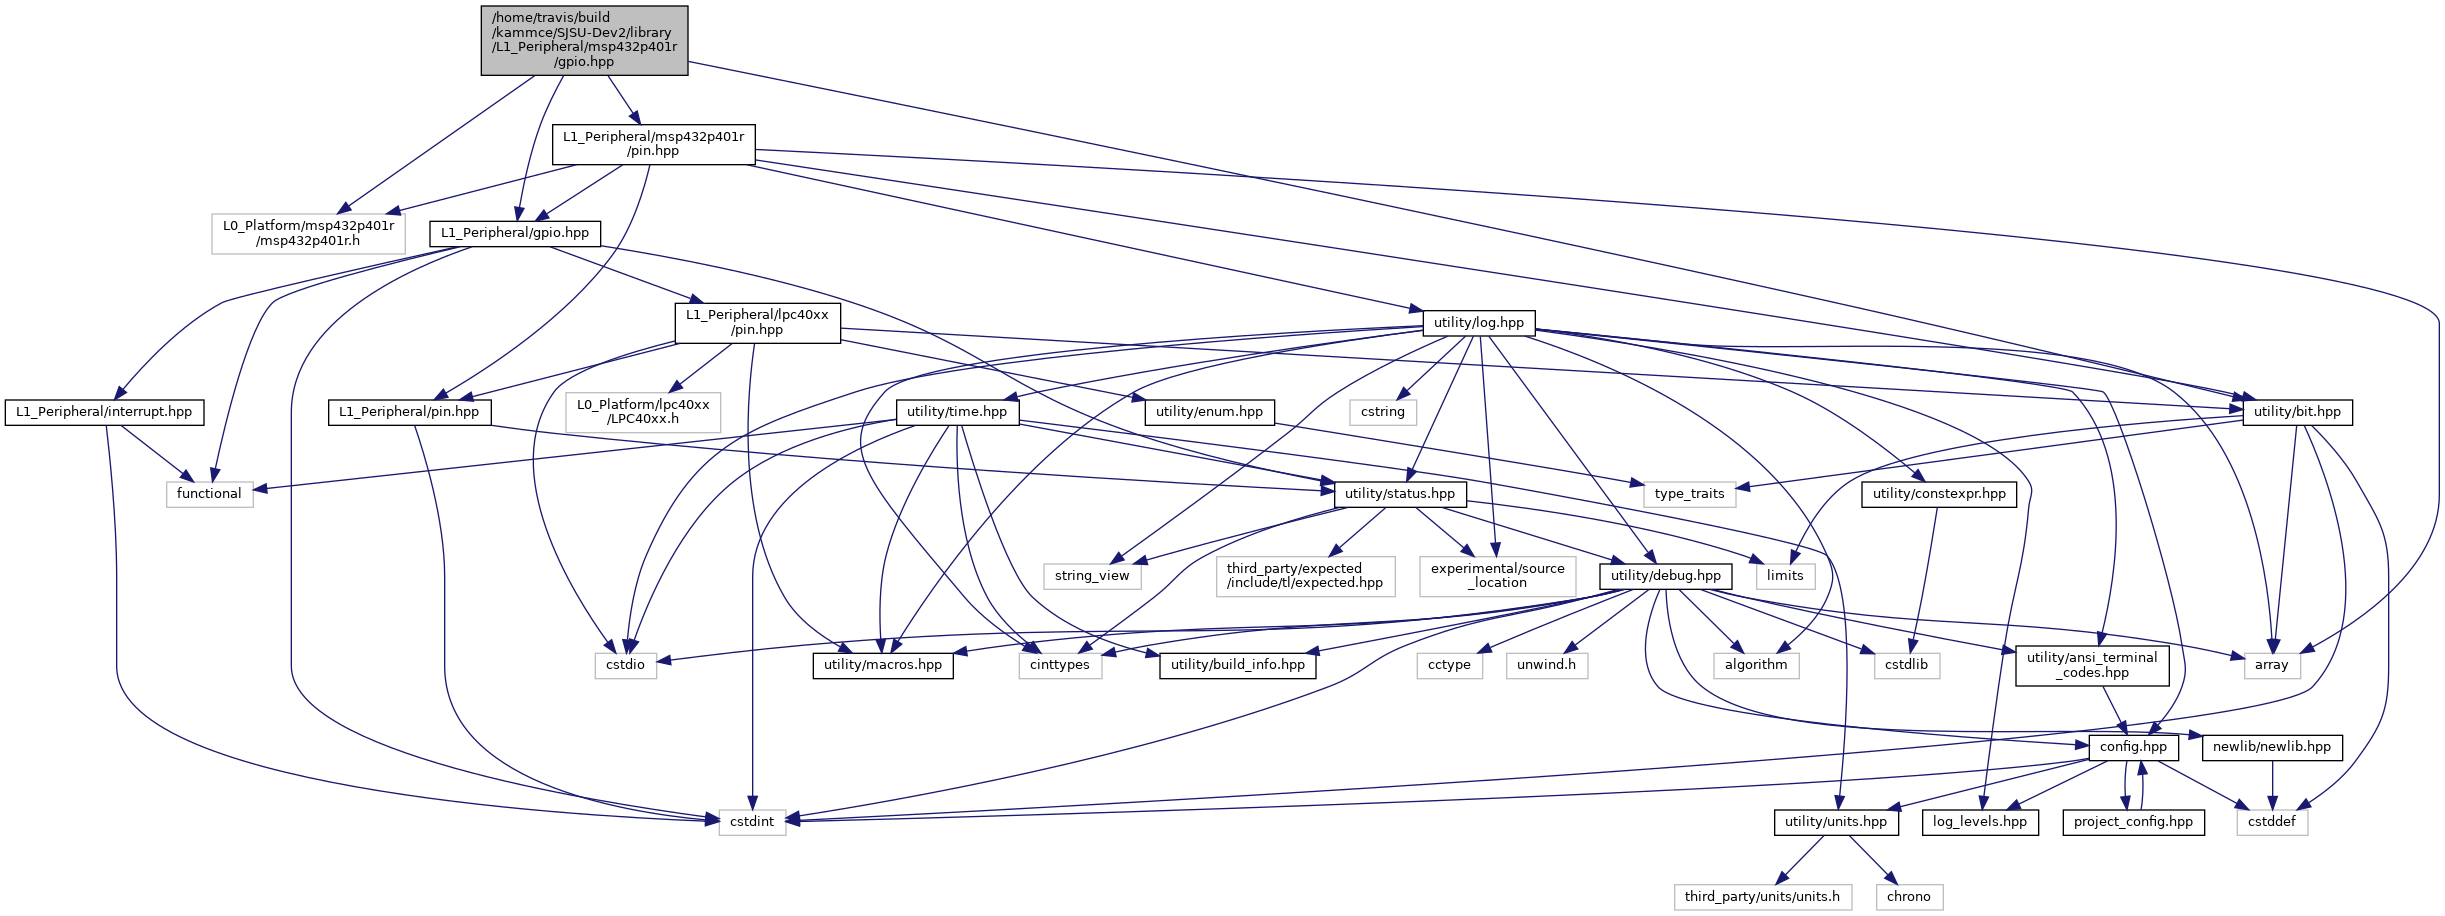 /home/travis/build
/kammce/SJSU-Dev2/library
/L1_Peripheral/msp432p401r
/gpio.hpp
L1_Peripheral/msp432p401r
/pin.hpp
L0_Platform/msp432p401r
/msp432p401r.h
L1_Peripheral/gpio.hpp
L1_Peripheral/lpc40xx
/pin.hpp
utility/log.hpp
L1_Peripheral/interrupt.hpp
L1_Peripheral/pin.hpp
L0_Platform/lpc40xx
/LPC40xx.h
utility/time.hpp
utility/enum.hpp
cstring
utility/bit.hpp
functional
utility/status.hpp
type_traits
utility/constexpr.hpp
string_view
third_party/expected
/include/tl/expected.hpp
experimental/source
_location
utility/debug.hpp
limits
cstdio
utility/macros.hpp
cinttypes
utility/build_info.hpp
cctype
unwind.h
algorithm
cstdlib
utility/ansi_terminal
_codes.hpp
array
config.hpp
newlib/newlib.hpp
cstdint
utility/units.hpp
log_levels.hpp
project_config.hpp
cstddef
third_party/units/units.h
chrono